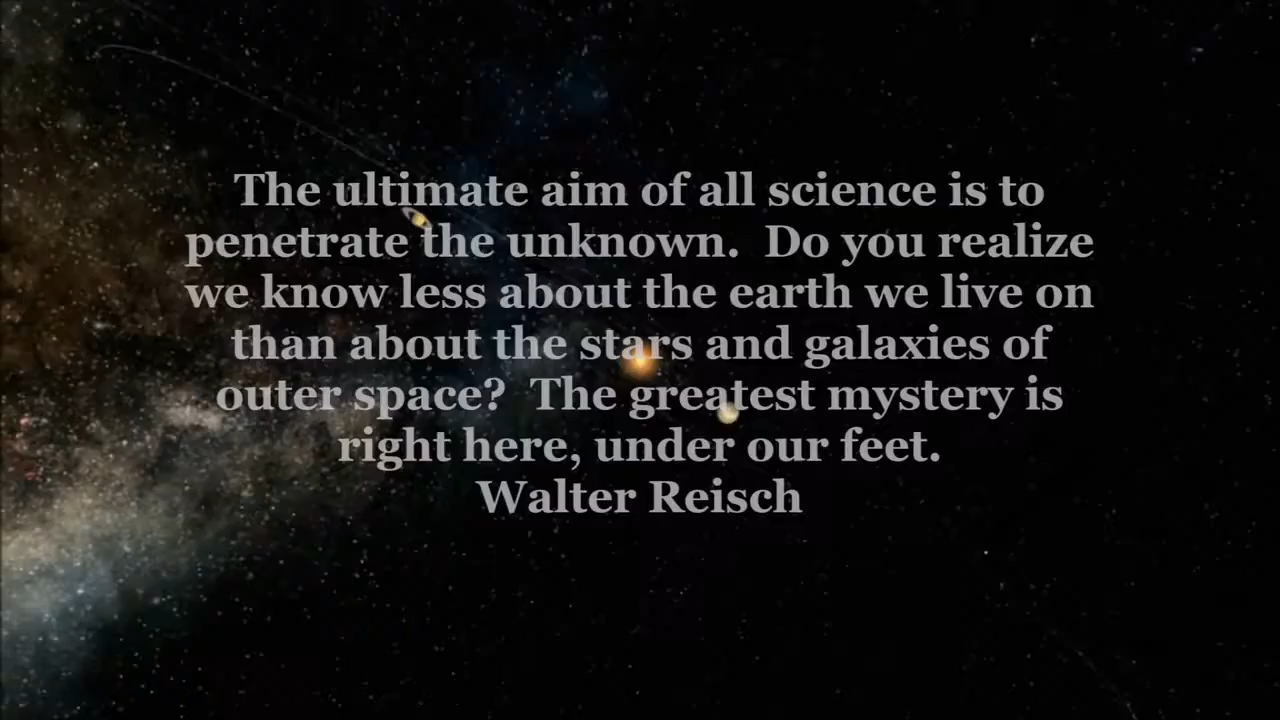 The ultimate aim of all science is to
penetrate the unknown.  Do you realize
we know less about the earth we live on
than about the stars and galaxies of
outer space?  The greatest mystery is
right here, under our feet.
Walter Reisch